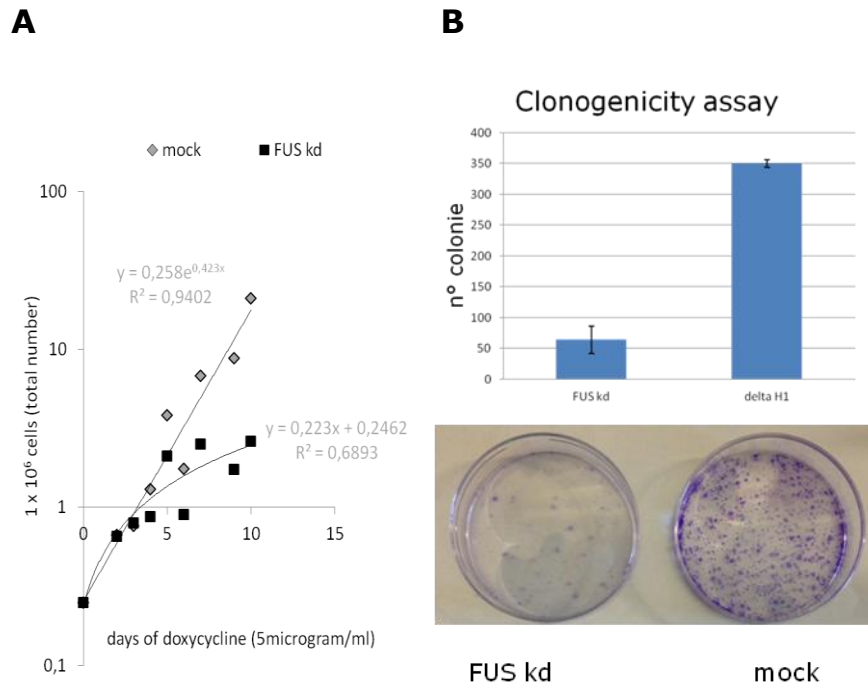 A
mock
FUS kd
100
10
1
0,1
0
5
10
15
y = 0,258e^0,423x
R² = 0,9402
y = 0,223x + 0,2462
R² = 0,6893
1 x 10⁶ cells (total number)
days of doxycycline (5microgram/ml)
B
Clonogenicity assay
400
350
300
250
200
150
100
50
0
n° colonie
FUS kd
delta H1
FUS kd
mock